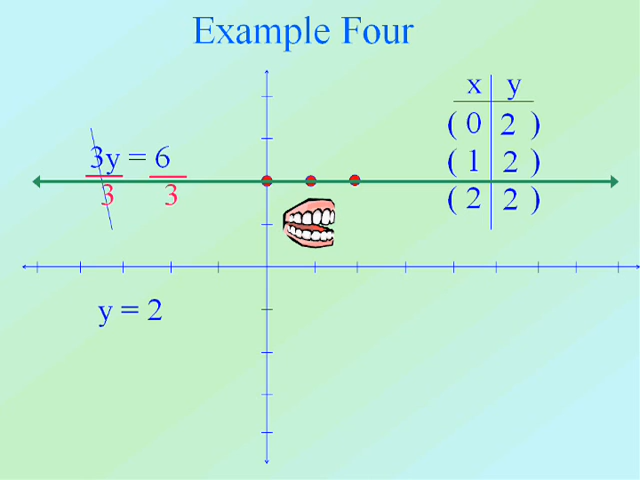 Example Four
x y
( 0 2 )
( 1 2 )
( 2 2 )
3y = 6
3 3
y = 2